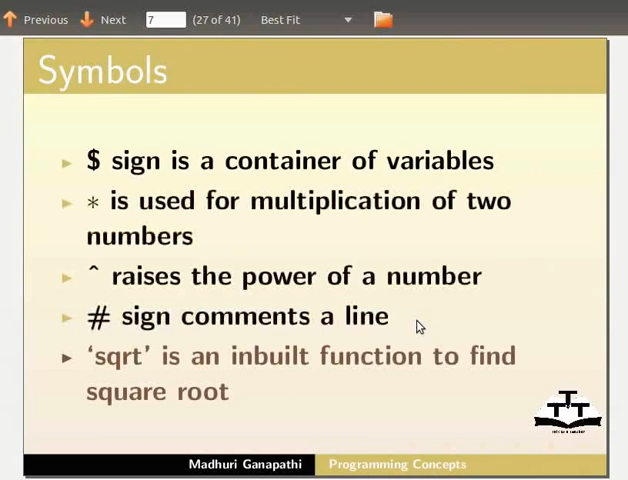 Previous Next 7 (27 of 41) Best Fit
Symbols
$ sign is a container of variables
* is used for multiplication of two
numbers
ˆ raises the power of a number
# sign comments a line
‘sqrt’ is an inbuilt function to find
square root
TTT
Madhuri Ganapathi Programming Concepts